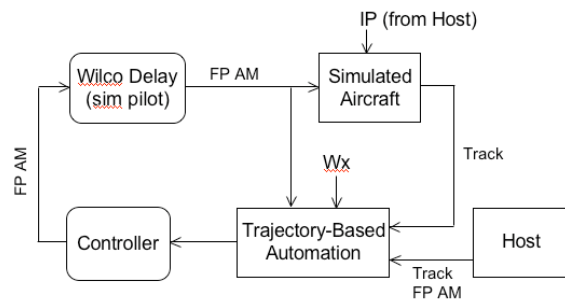 IP (from Host)
Wilco Delay
(sim pilot)
FP AM
Simulated
Aircraft
FP AM
Wx
Track
Controller
Trajectory-Based
Automation
Host
Track
FP AM